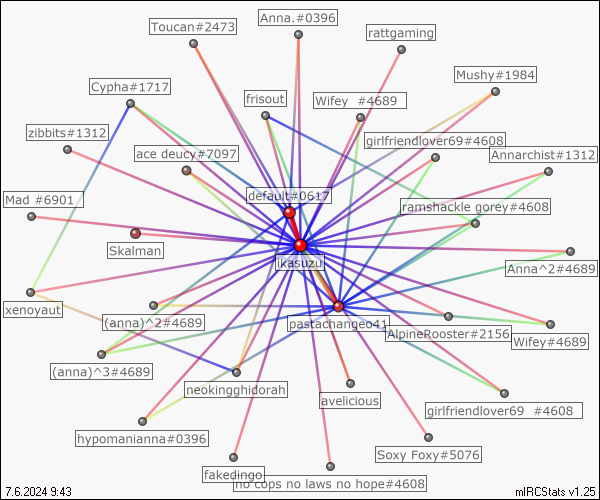 Anna.#0396
Toucan#2473
rattgaming
Mushy#1984
Cypha#1717
frisout
Wifey  #4689
zibbits#1312
girlfriendlover69#4608
ace deucy#7097
Annarchist#1312
default#0617
Mad #6901
ramshackle gorey#4608
Skalman
ikasuzu
Anna^2#4689
xenoyaut
(anna)^2#4689
pastachangeo41
AlpineRooster#2156
Wifey#4689
(anna)^3#4689
neokingghidorah
avelicious
girlfriendlover69  #4608
hypomanianna#0396
Soxy Foxy#5076
fakedingo
no cops no laws no hope#4608
7.6.2024 9:43
mIRCStats v1.25